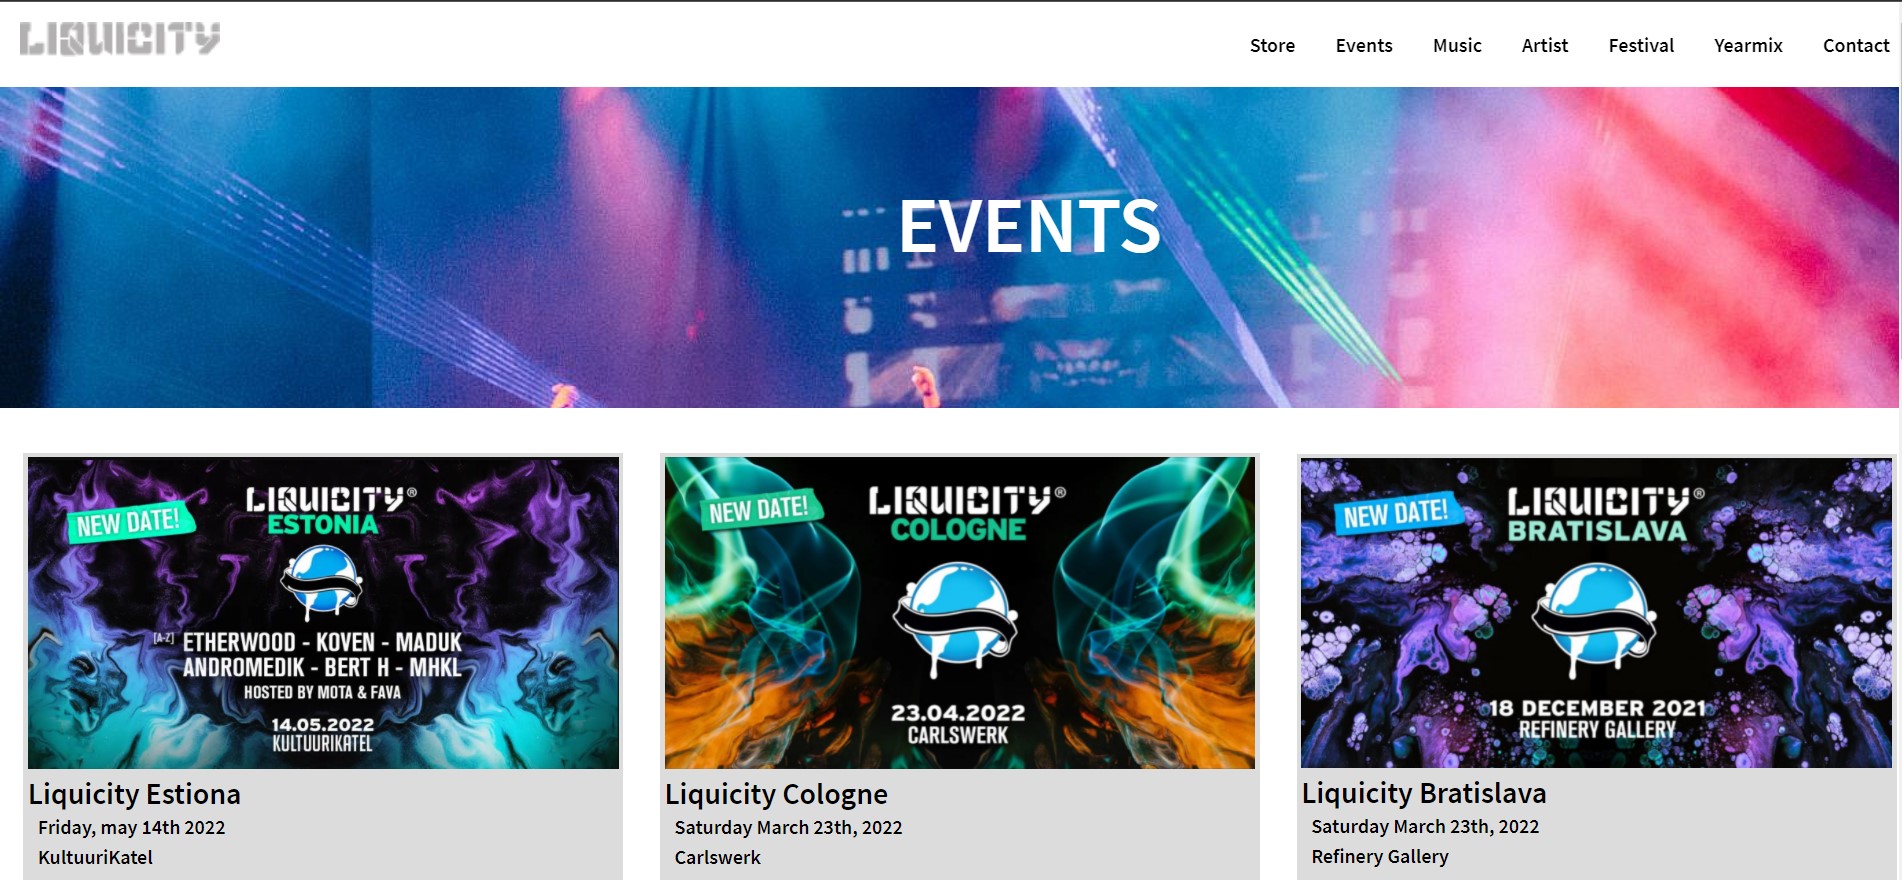 LIQUICITY
Store Events Music Artist Festival Yearmix Contact
EVENTS
NEW DATE!
LIQUICITY®
ESTONIA
[A-Z] ETHERWOOD - KOVEN - MADUK
ANDROMEDIK - BERT H - MHKL
HOSTED BY MOTA & FAVA
14.05.2022
KULTUURIKATEL
Liquicity Estiona
Friday, may 14th 2022
KultuuriKatel
NEW DATE!
LIQUICITY®
COLOGNE
23.04.2022
CARLSWERK
Liquicity Cologne
Saturday March 23th, 2022
Carlswerk
NEW DATE!
LIQUICITY®
BRATISLAVA
18 DECEMBER 2021
REFINERY GALLERY
Liquicity Bratislava
Saturday March 23th, 2022
Refinery Gallery